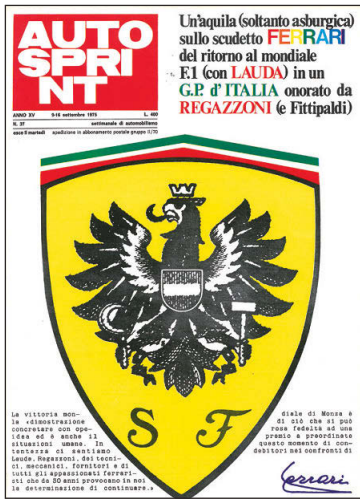 AUTO
SPRI
NT
ANNO XV 9-16 settembre 1975 L. 400
N. 37 settimanale di automobilismo
esce il martedì spedizione in abbonamento postale gruppo II/70
Un'aquila (soltanto asburgica)
sullo scudetto FERRARI
del ritorno al mondiale
F.1 (con LAUDA) in un
G.P. d'ITALIA onorato da
REGAZZONI (e Fittipaldi)
S F
La vittoria mon-
le «dimostrazione
concreta» con ope-
idea ed è anche il
situazioni umane. In
tentezza ci sentiamo
Lauda, Regazzoni, dei tecni-
ci, meccanici, fornitori e di
tutti gli appassionati ferrari-
sti che da 30 anni provocano in noi
la determinazione di continuare.»
diale di Monza è
di ciò che si può
rosa fedeltà ad una
premio a preordinate
questo momento di con-
debitori nei confronti di
Ferrari